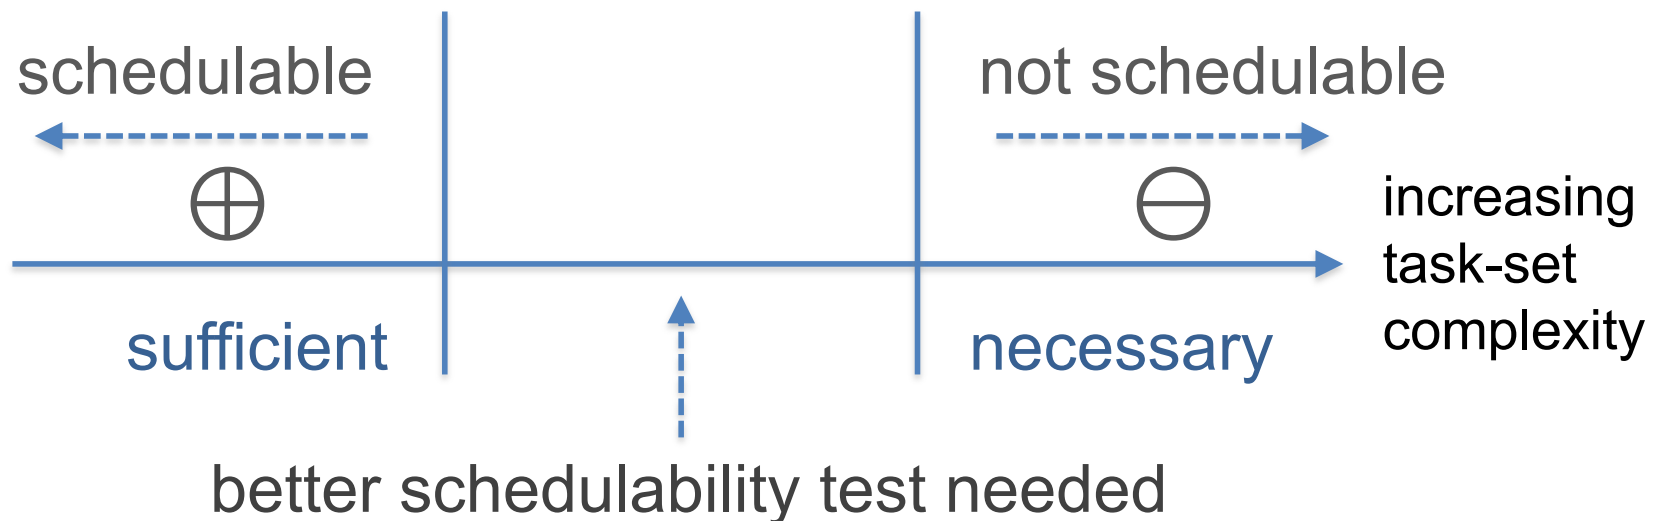 schedulable
not schedulable
increasing
task-set
complexity
sufficient
necessary
better schedulability test needed